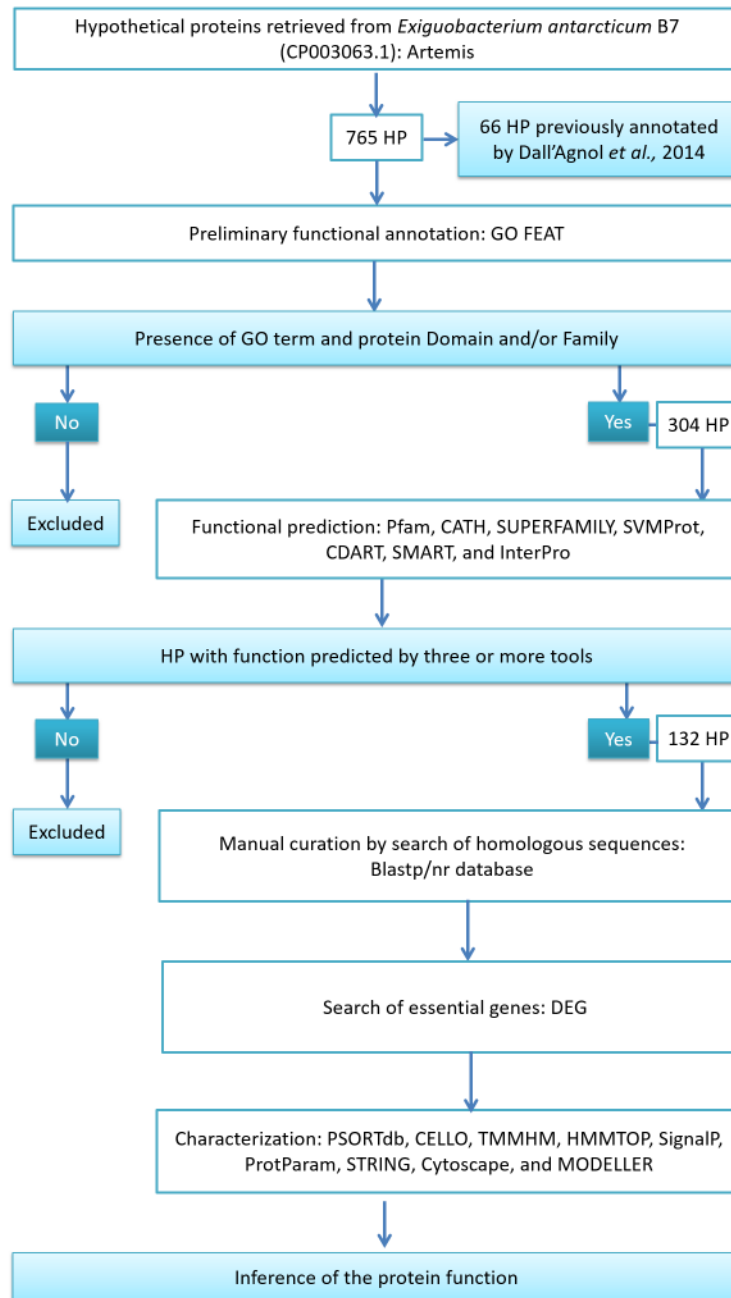 Hypothetical proteins retrieved from Exiguobacterium antarcticum B7
(CP003063.1): Artemis
765 HP
66 HP previously annotated
by Dall'Agnol et al., 2014
Preliminary functional annotation: GO FEAT
Presence of GO term and protein Domain and/or Family
No
Yes
304 HP
Excluded
Functional prediction: Pfam, CATH, SUPERFAMILY, SVMProt,
CDART, SMART, and InterPro
HP with function predicted by three or more tools
No
Yes
132 HP
Excluded
Manual curation by search of homologous sequences:
Blastp/nr database
Search of essential genes: DEG
Characterization: PSORTdb, CELLO, TMMHM, HMMTOP, SignalP,
ProtParam, STRING, Cytoscape, and MODELLER
Inference of the protein function